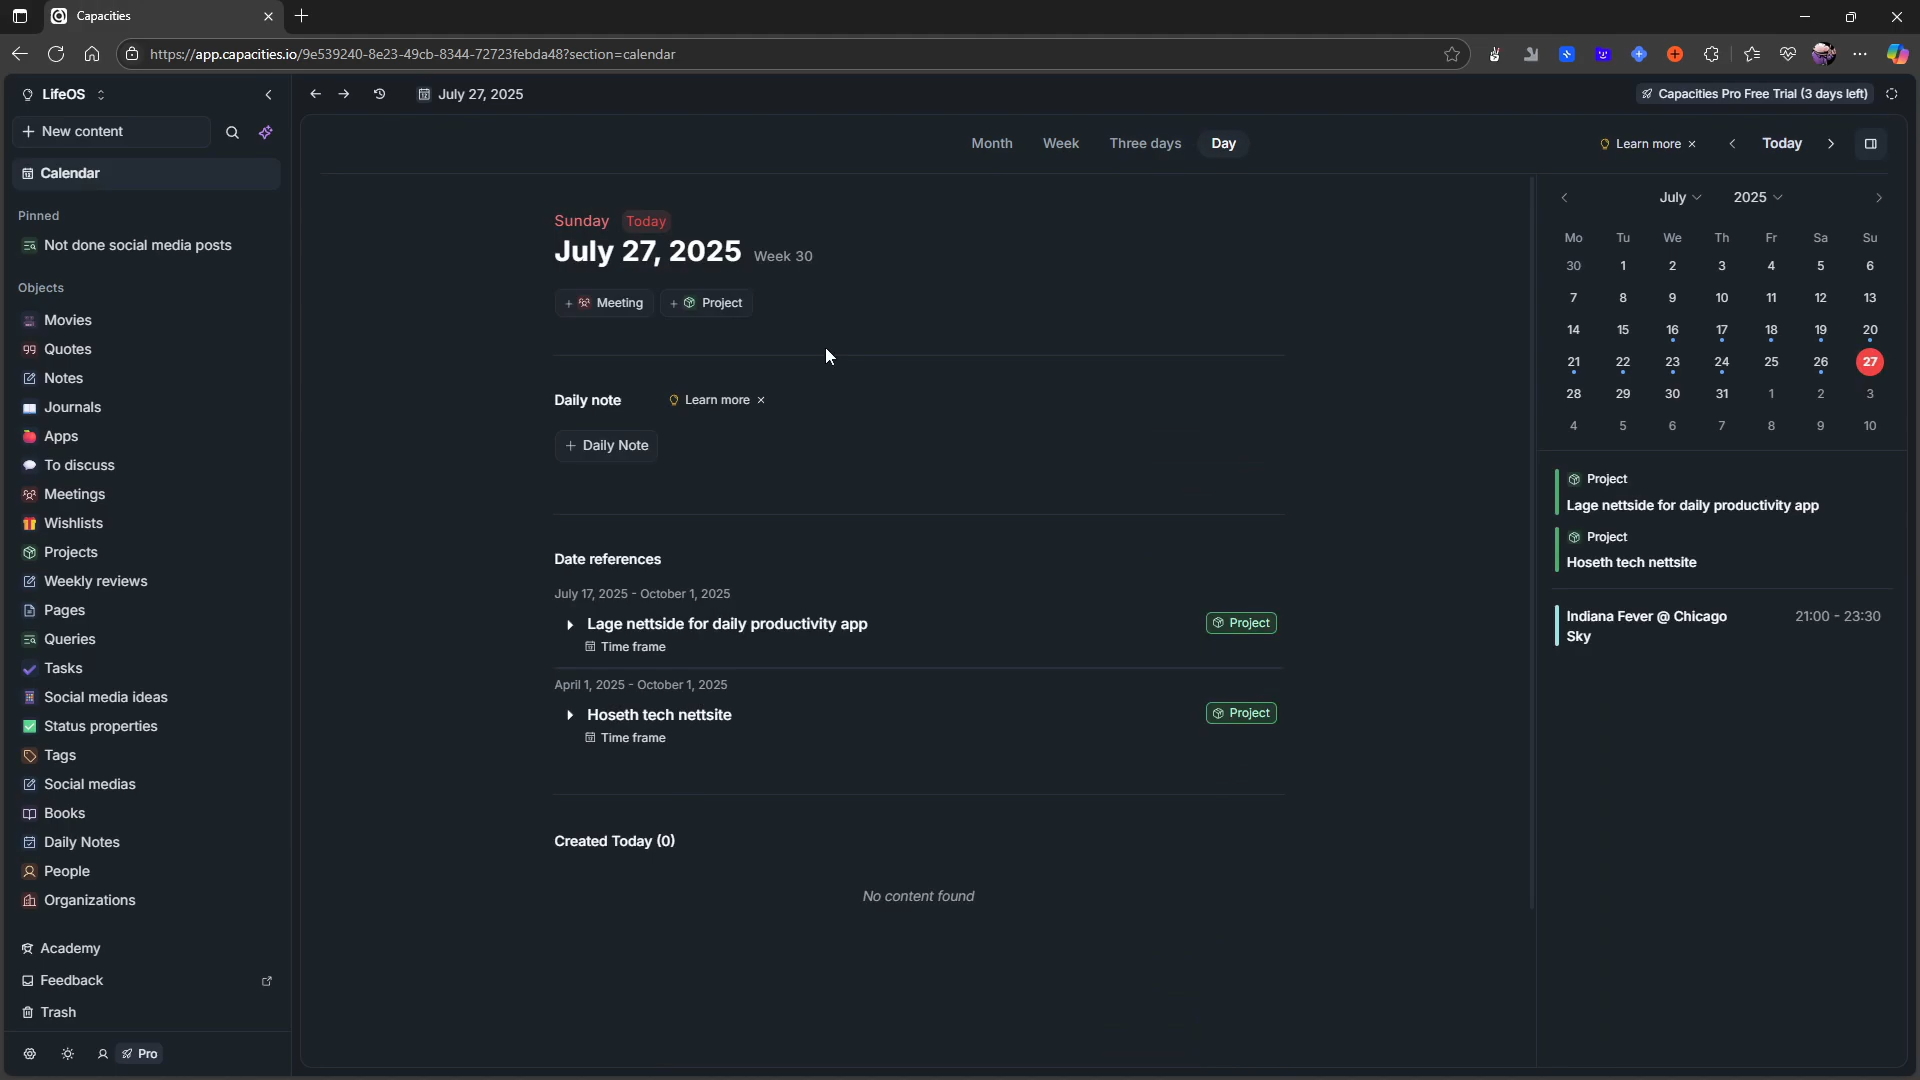 Capacities
https://app.capacities.io/9e539240-8e23-49cb-8344-72723febda48?section=calendar
LifeOS
July 27, 2025
Capacities Pro Free Trial (3 days left)
New content
Month Week Three days Day
Learn more
Today
Calendar
Pinned
Not done social media posts
Objects
Movies
Quotes
Notes
Journals
Apps
To discuss
Meetings
Wishlists
Projects
Weekly reviews
Pages
Queries
Tasks
Social media ideas
Status properties
Tags
Social medias
Books
Daily Notes
People
Organizations
Academy
Feedback
Trash
Pro
Sunday Today
July 27, 2025 Week 30
+ Meeting + Project
Daily note Learn more
+ Daily Note
Date references
July 17, 2025 - October 1, 2025
Lage nettside for daily productivity app Project
Time frame
April 1, 2025 - October 1, 2025
Hoseth tech nettsite Project
Time frame
Created Today (0)
No content found
July 2025
Mo Tu We Th Fr Sa Su
30 1 2 3 4 5 6
7 8 9 10 11 12 13
14 15 16 17 18 19 20
21 22 23 24 25 26 27
28 29 30 31 1 2 3
4 5 6 7 8 9 10
Project
Lage nettside for daily productivity app
Project
Hoseth tech nettsite
Indiana Fever @ Chicago 21:00 - 23:30
Sky